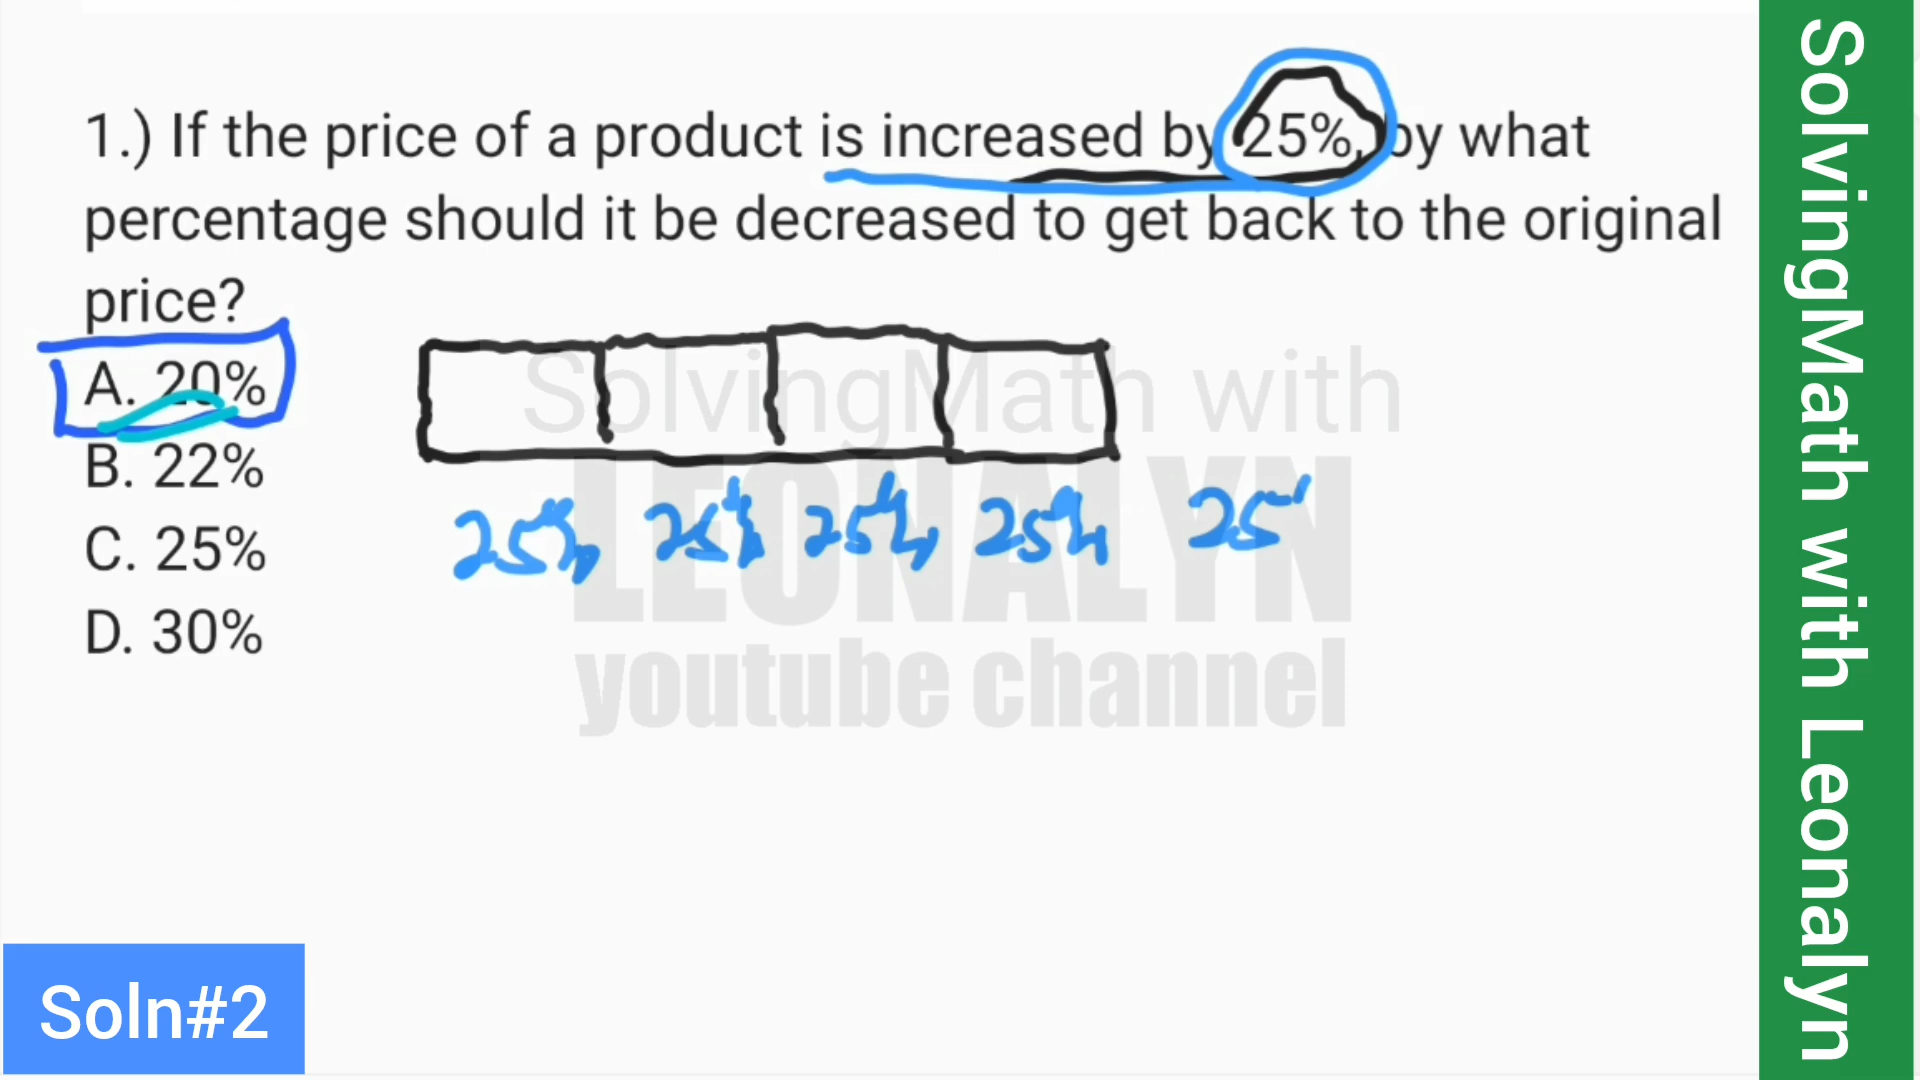 1.) If the price of a product is increased by 25%, by what
percentage should it be decreased to get back to the original
price?
A. 20%
B. 22%
C. 25%
D. 30%
25% 25% 25% 25% 25
SolvingMath with
LEONALYN
youtube channel
Soln#2
SolvingMath with Leonalyn